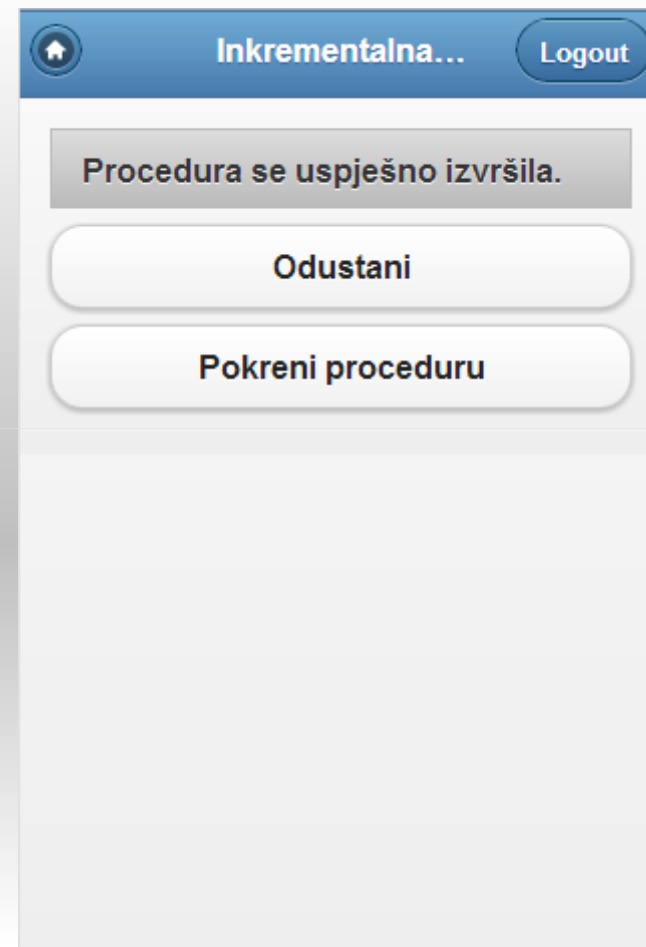 Inkrementalna...
Logout
Procedura se uspješno izvršila.
Odustani
Pokreni proceduru